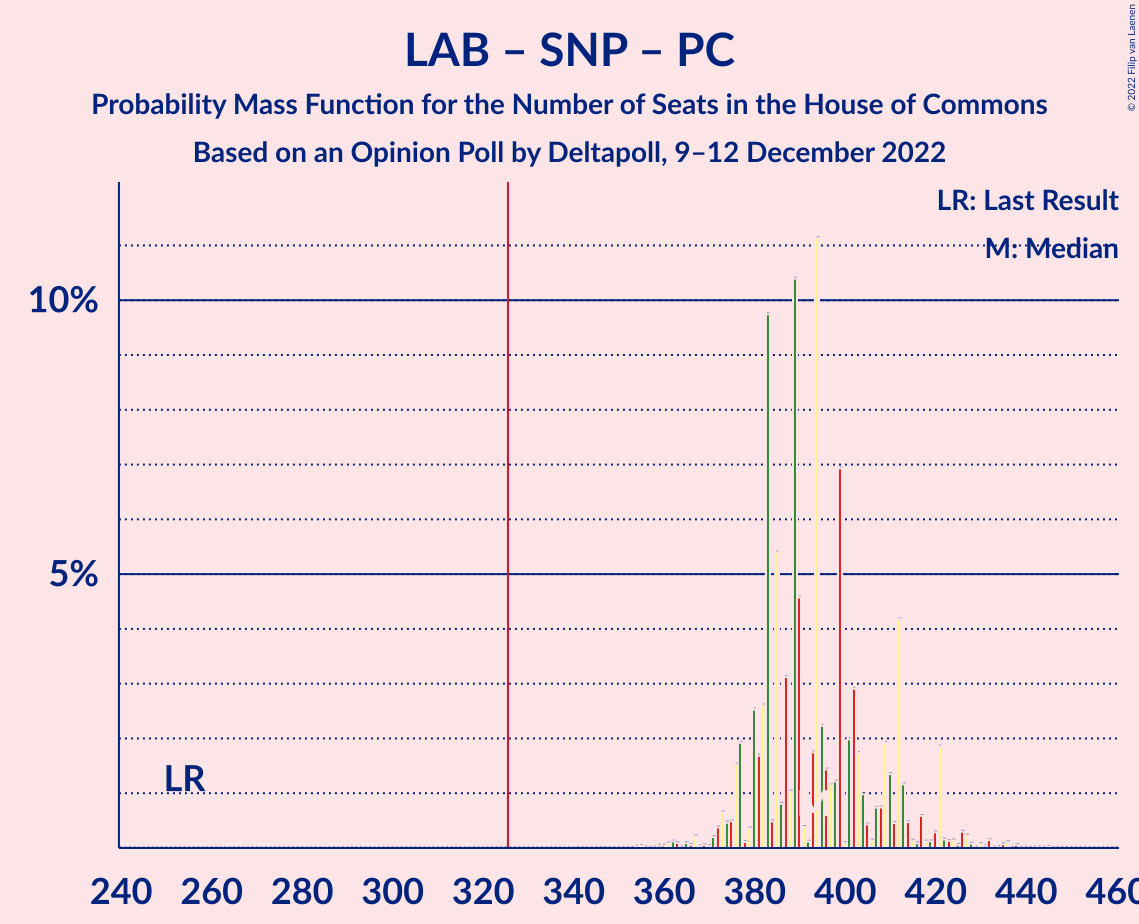 LAB – SNP – PC
Probability Mass Function for the Number of Seats in the House of Commons
Based on an Opinion Poll by Deltapoll, 9–12 December 2022
© 2022 Filip van Laenen
LR: Last Result
M: Median
10%
5%
LR
240 260 280 300 320 340 360 380 400 420 440 460